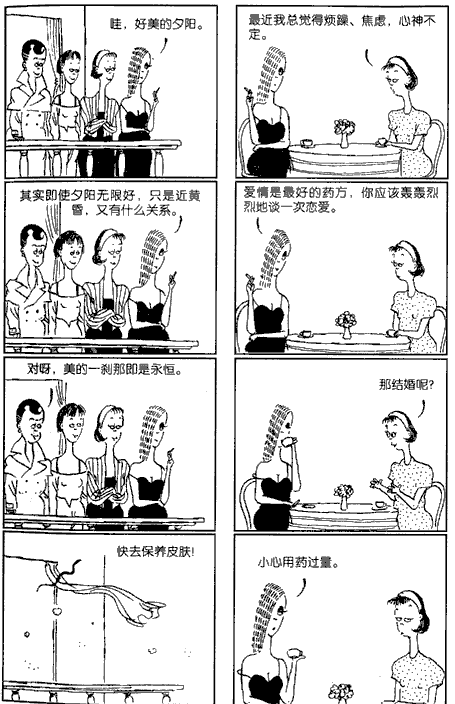 哇，好美的夕阳。
其实即使夕阳无限好，只是近黄
昏，又有什么关系。
对呀，美的一刹那即是永恒。
快去保养皮肤!
最近我总觉得烦躁、焦虑，心神不
定。
爱情是最好的药方，你应该轰轰烈
烈地谈一次恋爱。
那结婚呢?
小心用药过量。